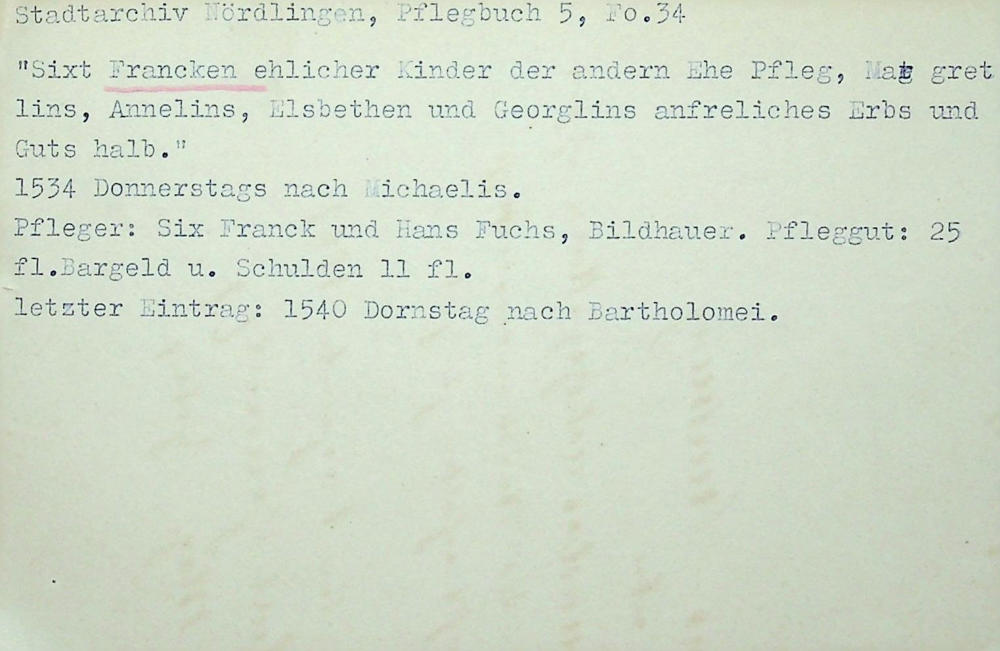 Stadtarchiv Nördlingen, Pflegbuch 5, Fo.34
"Sixt Francken ehlicher Kinder der andern Ehe Pfleg, Mar gret
lins, Annelins, Elsbethen und Georglins anfreliches Erbs und
Guts halb."
1534 Donnerstags nach Michaelis.
Pfleger: Six Franck und Hans Fuchs, Bildhauer. Pfleggut: 25
fl.Bargeld u. Schulden 11 fl.
letzter Eintrag: 1540 Dornstag nach Bartholomei.